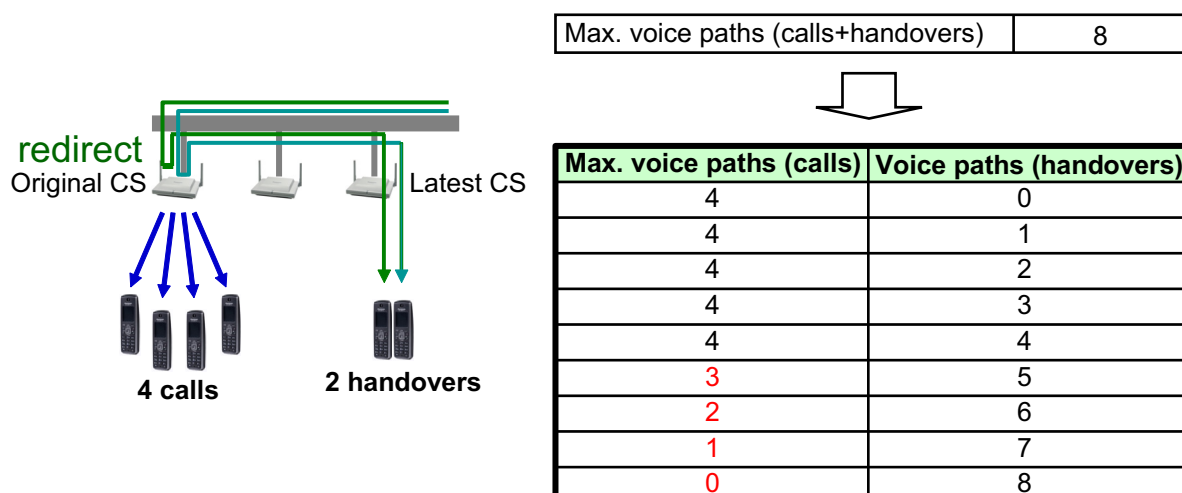 Max. voice paths (calls+handovers) 8
redirect
Original CS
Latest CS
4 calls
2 handovers
Max. voice paths (calls) Voice paths (handovers)
4 0
4 1
4 2
4 3
4 4
3 5
2 6
1 7
0 8